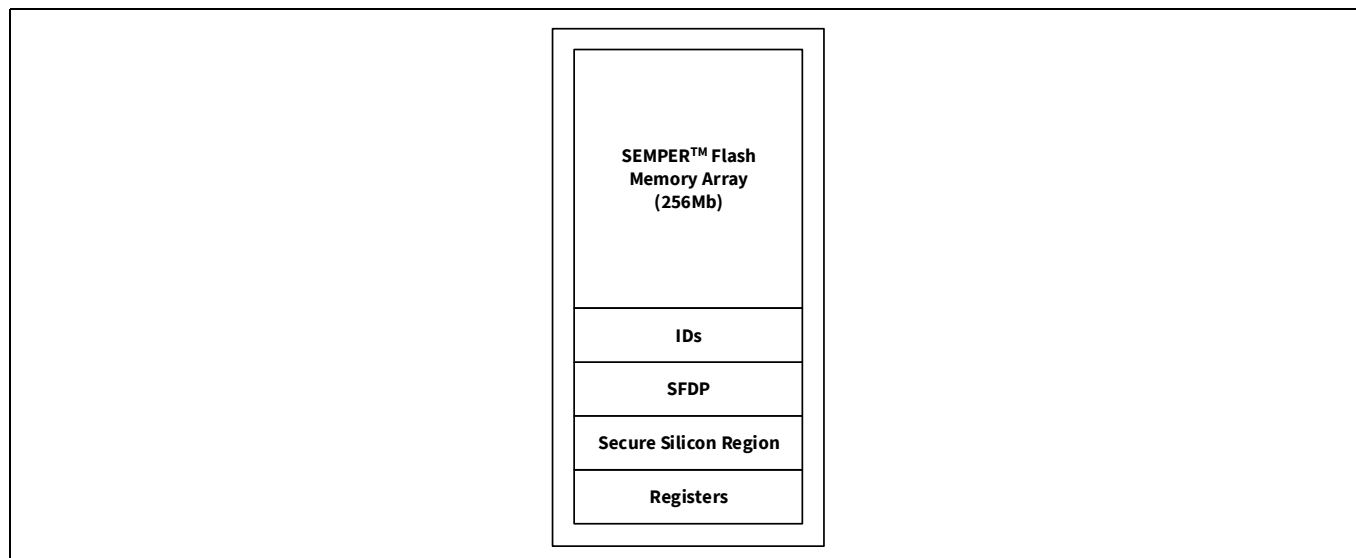 SEMPER™ Flash
Memory Array
(256Mb)
IDs
SFDP
Secure Silicon Region
Registers